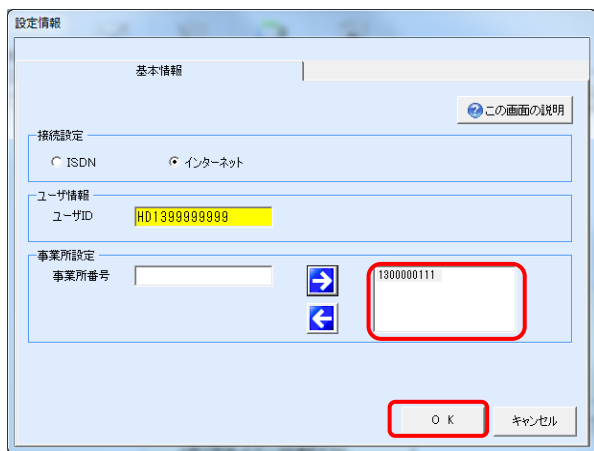 設定情報
基本情報
この画面の説明
接続設定
ISDN インターネット
ユーザ情報
ユーザID HD1399999999
事業所設定
事業所番号 1300000111
OK キャンセル